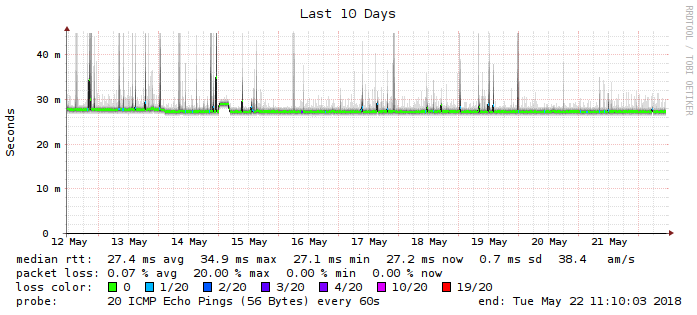 Last 10 Days
RRDTOOL / TOBI OETIKER
Seconds
40 m
30 m
20 m
10 m
0
12 May 13 May 14 May 15 May 16 May 17 May 18 May 19 May 20 May 21 May
median rtt: 27.4 ms avg 34.9 ms max 27.1 ms min 27.2 ms now 0.7 ms sd 38.4 am/s
packet loss: 0.07 % avg 20.00 % max 0.00 % min 0.00 % now
loss color: 0 1/20 2/20 3/20 4/20 10/20 19/20
probe: 20 ICMP Echo Pings (56 Bytes) every 60s end: Tue May 22 11:10:03 2018